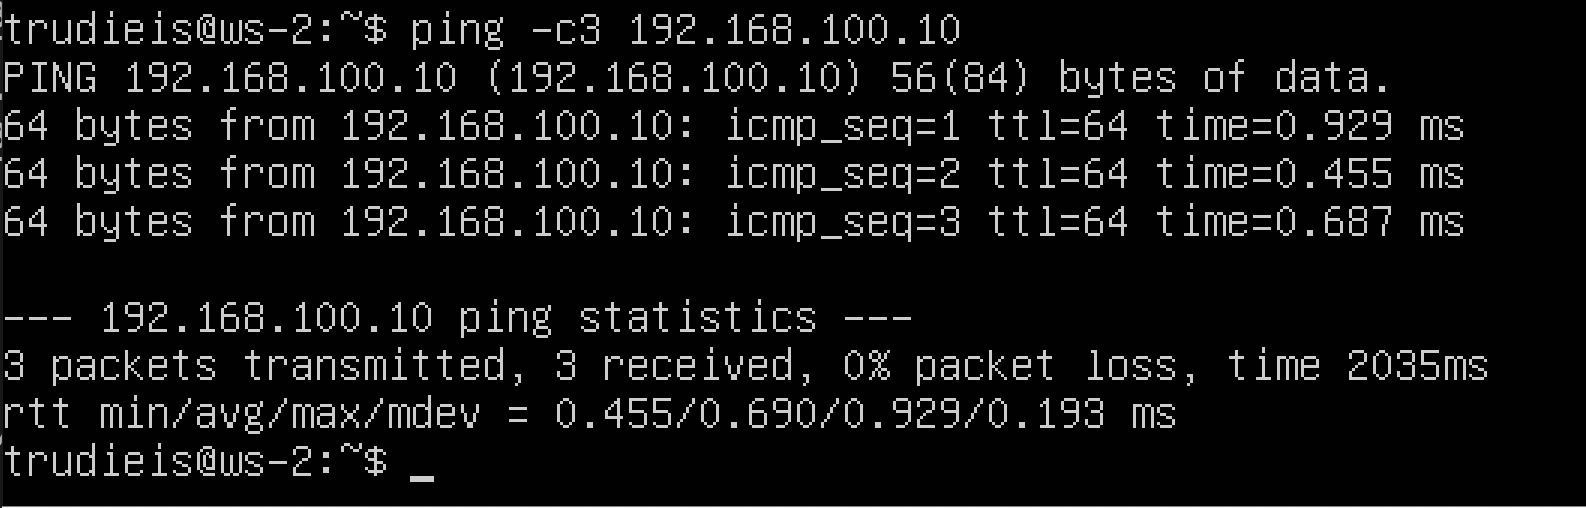 trudieis@ws-2:~$ ping -c3 192.168.100.10
PING 192.168.100.10 (192.168.100.10) 56(84) bytes of data.
64 bytes from 192.168.100.10: icmp_seq=1 ttl=64 time=0.929 ms
64 bytes from 192.168.100.10: icmp_seq=2 ttl=64 time=0.455 ms
64 bytes from 192.168.100.10: icmp_seq=3 ttl=64 time=0.687 ms

--- 192.168.100.10 ping statistics ---
3 packets transmitted, 3 received, 0% packet loss, time 2035ms
rtt min/avg/max/mdev = 0.455/0.690/0.929/0.193 ms
trudieis@ws-2:~$ _